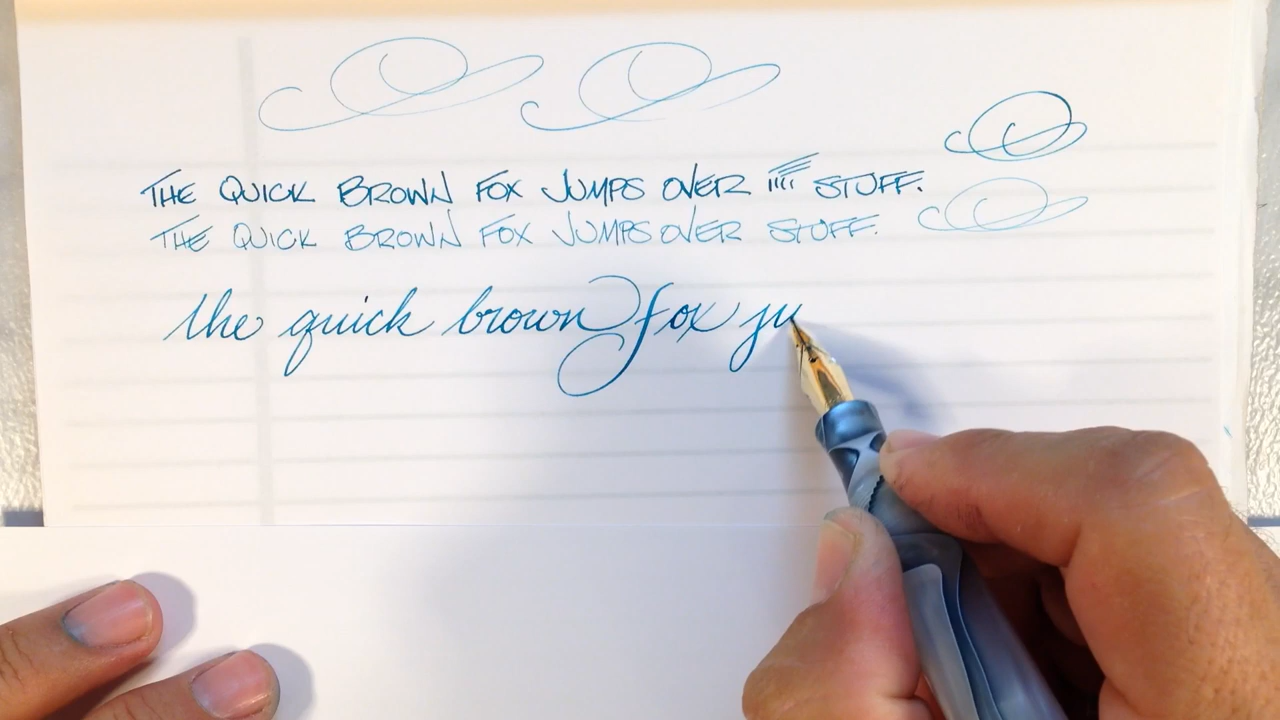 THE QUICK BROWN FOX JUMPS OVER STUFF.
THE QUICK BROWN FOX JUMPS OVER STUFF.
the quick brown fox ju